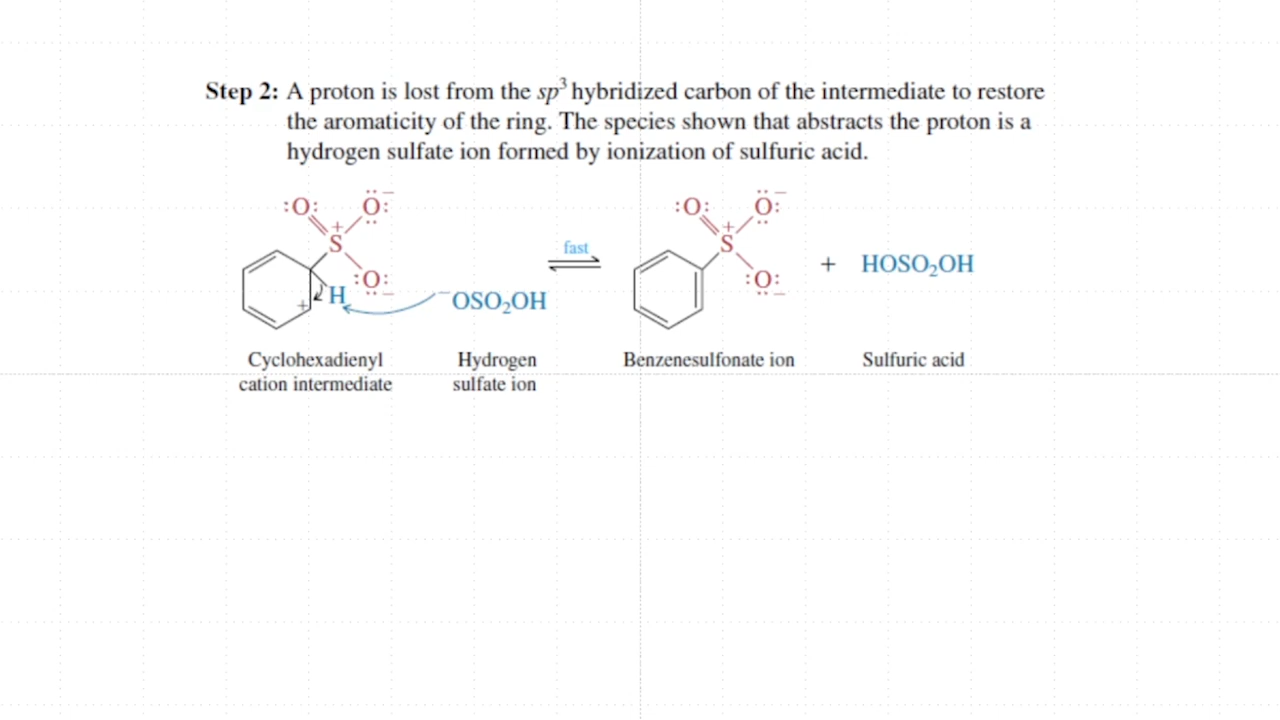 Step 2: A proton is lost from the sp³ hybridized carbon of the intermediate to restore
the aromaticity of the ring. The species shown that abstracts the proton is a
hydrogen sulfate ion formed by ionization of sulfuric acid.
:O: :Ö:⁻ :O: :Ö:⁻
S⁺ fast S⁺
:O:⁻ :O:⁻ + HOSO₂OH
+ H ⁻OSO₂OH
Cyclohexadienyl Hydrogen Benzenesulfonate ion Sulfuric acid
cation intermediate sulfate ion